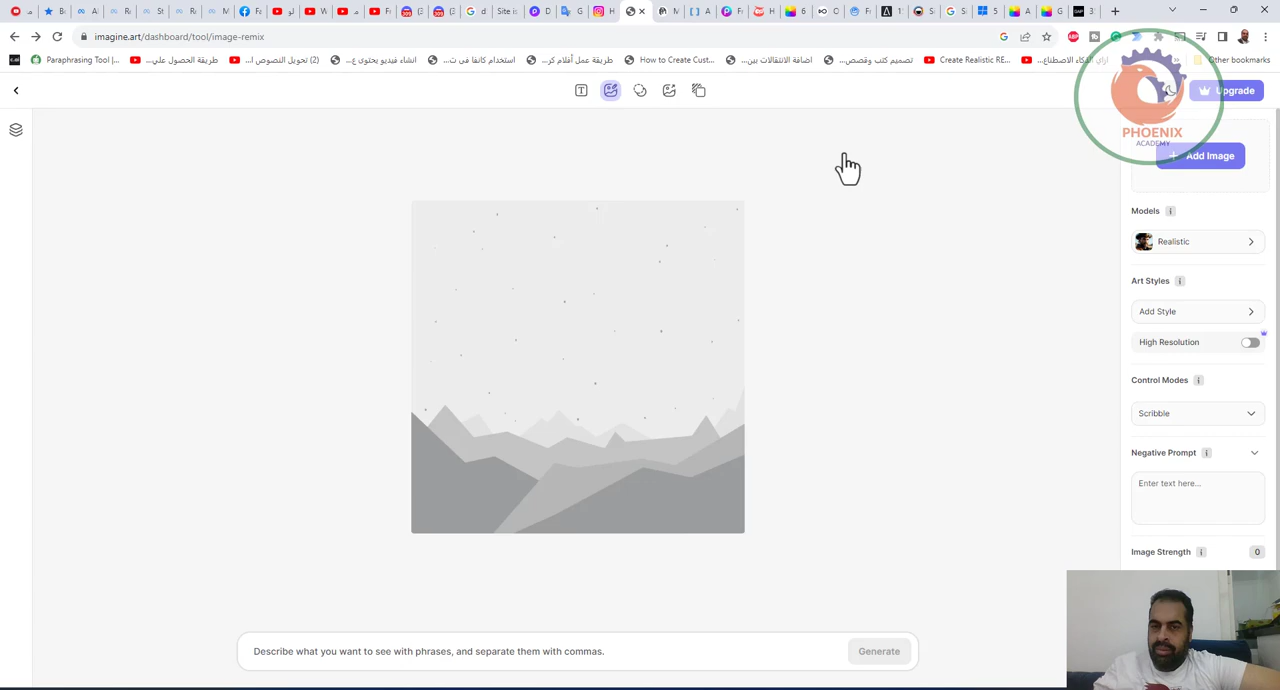 imagine.art/dashboard/tool/image-remix
Paraphrasing Tool |...
طريقة الحصول علي...
(2) تحويل النصوص ا...
انشاء فيديو يحتوى ع...
استخدام كانفا فى ت...
طريقة عمل أقلام كر...
How to Create Cust...
اضافة الانتقالات بين...
تصميم كتب وقصص...
Create Realistic RE...
Other bookmarks
Upgrade
PHOENIX
ACADEMY
Add Image
Models
Realistic
Art Styles
Add Style
High Resolution
Control Modes
Scribble
Negative Prompt
Enter text here...
Image Strength
0
Describe what you want to see with phrases, and separate them with commas.
Generate